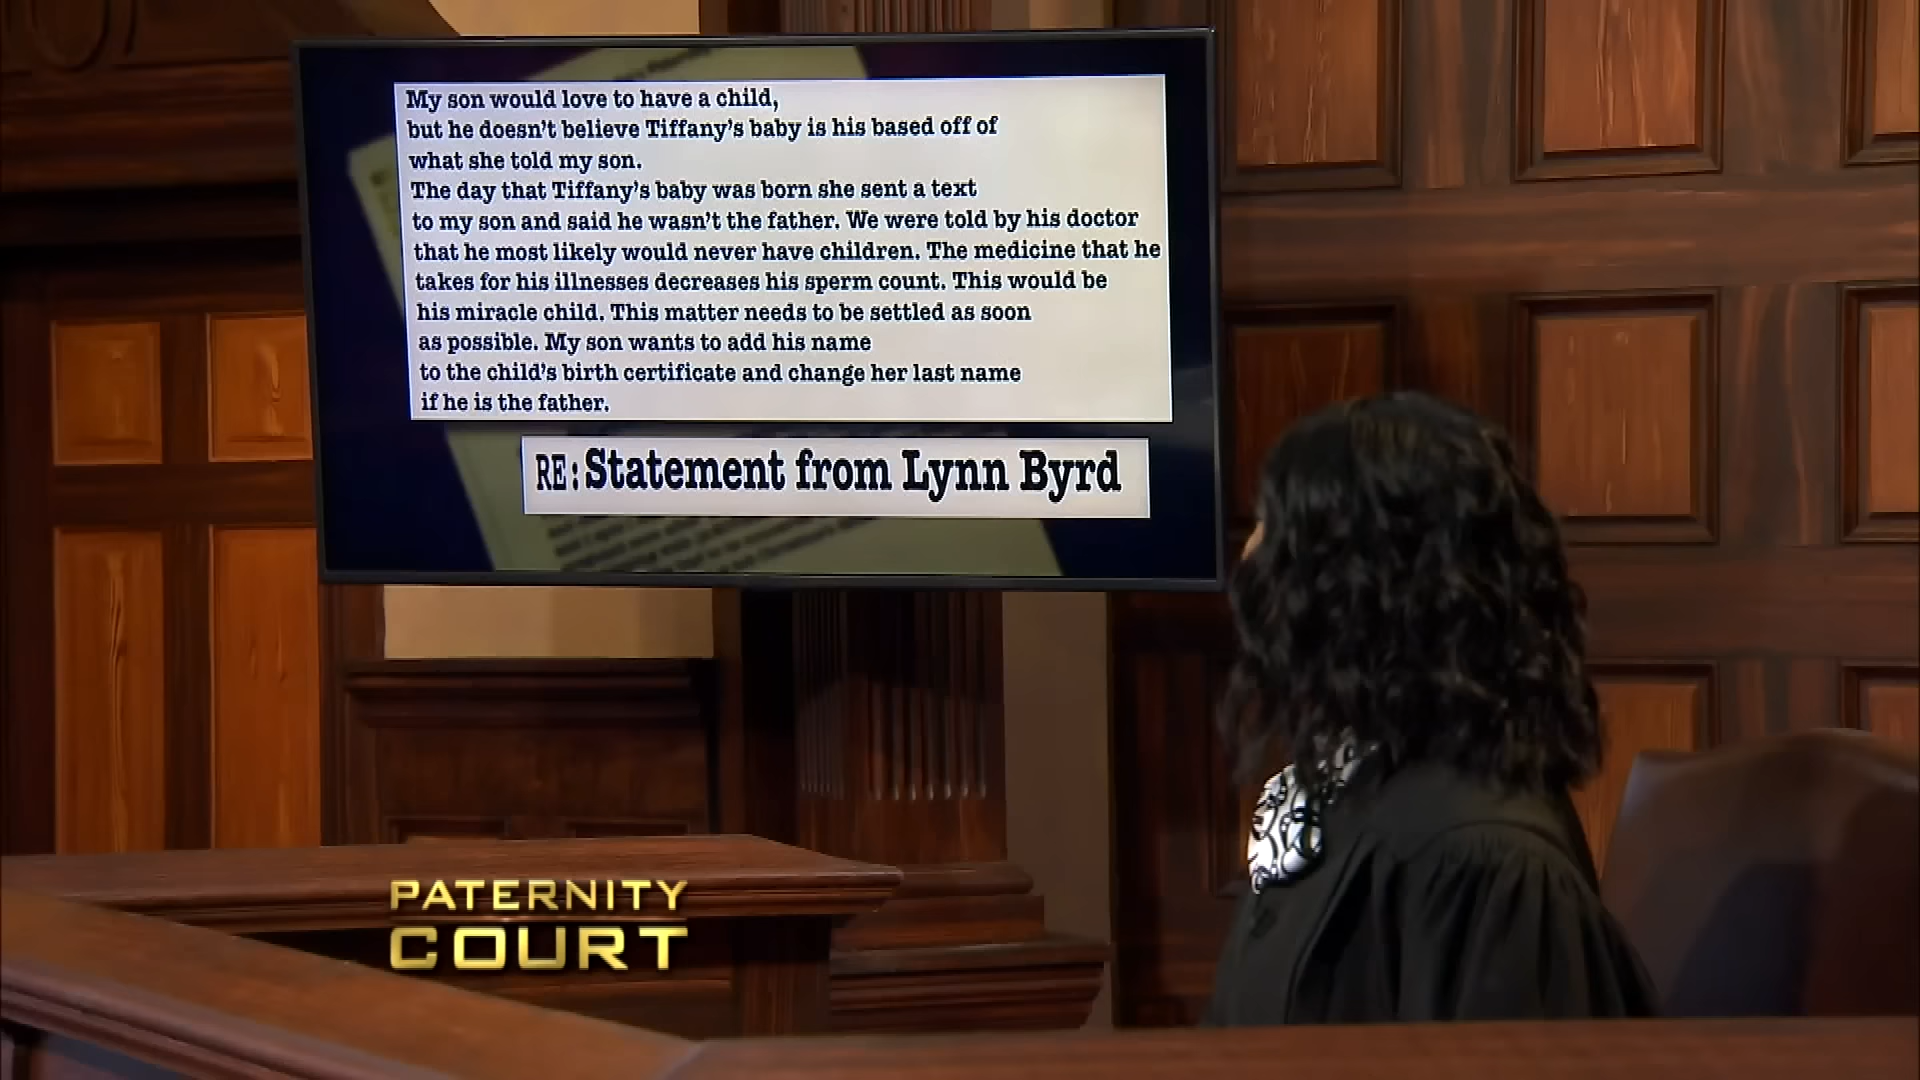 My son would love to have a child,
but he doesn't believe Tiffany's baby is his based off of
what she told my son.
The day that Tiffany's baby was born she sent a text
to my son and said he wasn't the father. We were told by his doctor
that he most likely would never have children. The medicine that he
takes for his illnesses decreases his sperm count. This would be
his miracle child. This matter needs to be settled as soon
as possible. My son wants to add his name
to the child's birth certificate and change her last name
if he is the father.
RE: Statement from Lynn Byrd
PATERNITY
COURT